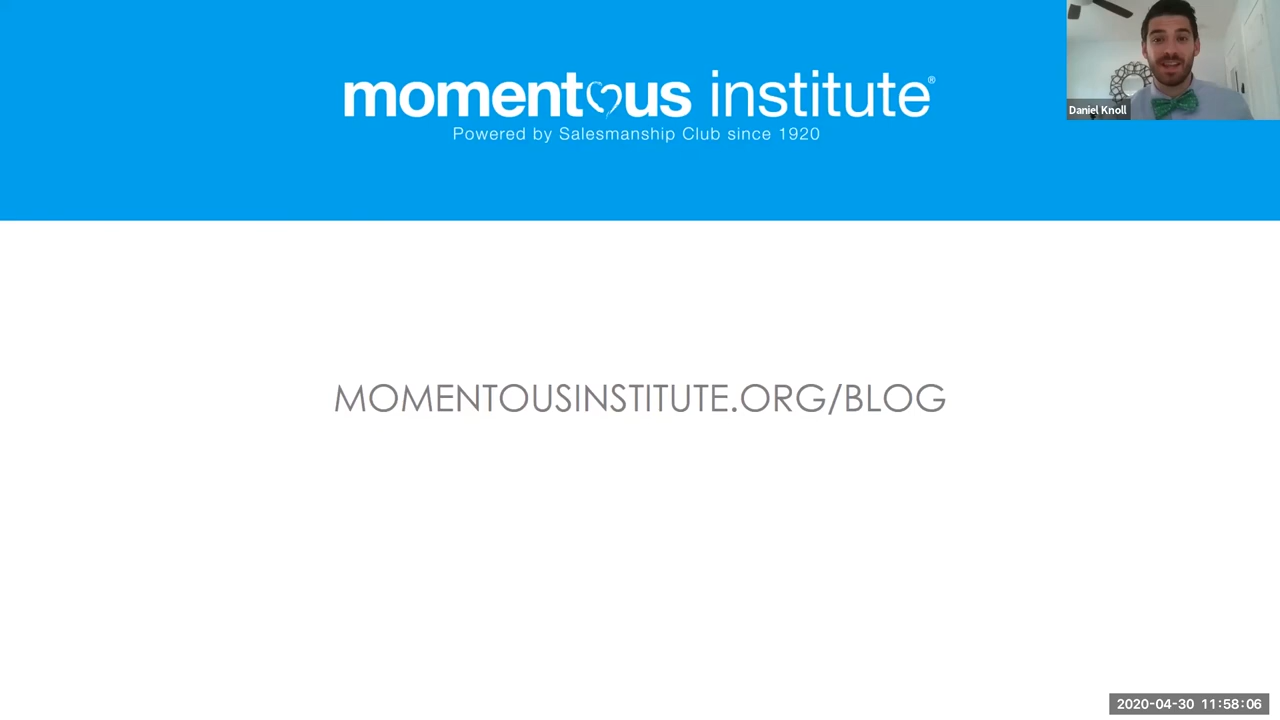 momentous institute®
Powered by Salesmanship Club since 1920
Daniel Knoll
MOMENTOUSINSTITUTE.ORG/BLOG
2020-04-30 11:58:06